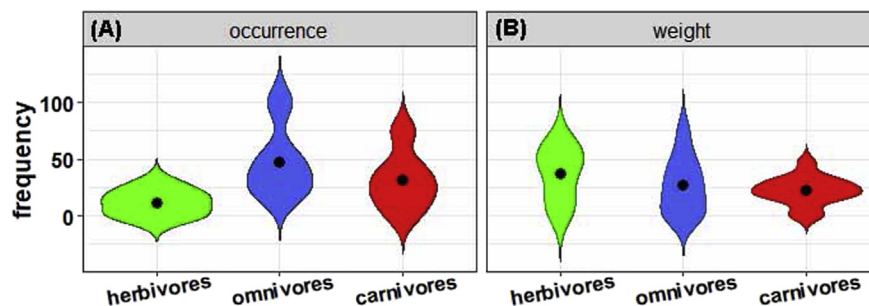 (A) occurrence
(B) weight
frequency
100
50
0
herbivores omnivores carnivores
herbivores omnivores carnivores